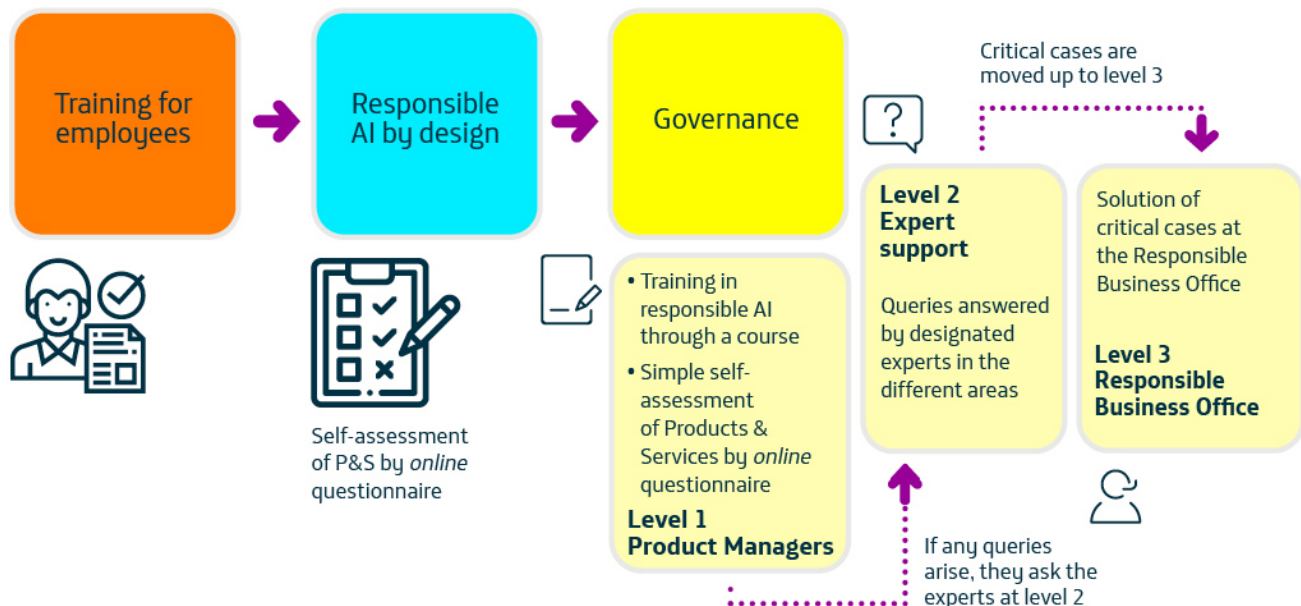 Training for
employees
Responsible
AI by design
Governance
Critical cases are
moved up to level 3
?
Self-assessment
of P&S by online
questionnaire
• Training in
responsible AI
through a course
• Simple self-
assessment
of Products &
Services by online
questionnaire
Level 1
Product Managers
Level 2
Expert
support
Queries answered
by designated
experts in the
different areas
Solution of
critical cases at
the Responsible
Business Office
Level 3
Responsible
Business Office
If any queries
arise, they ask the
experts at level 2